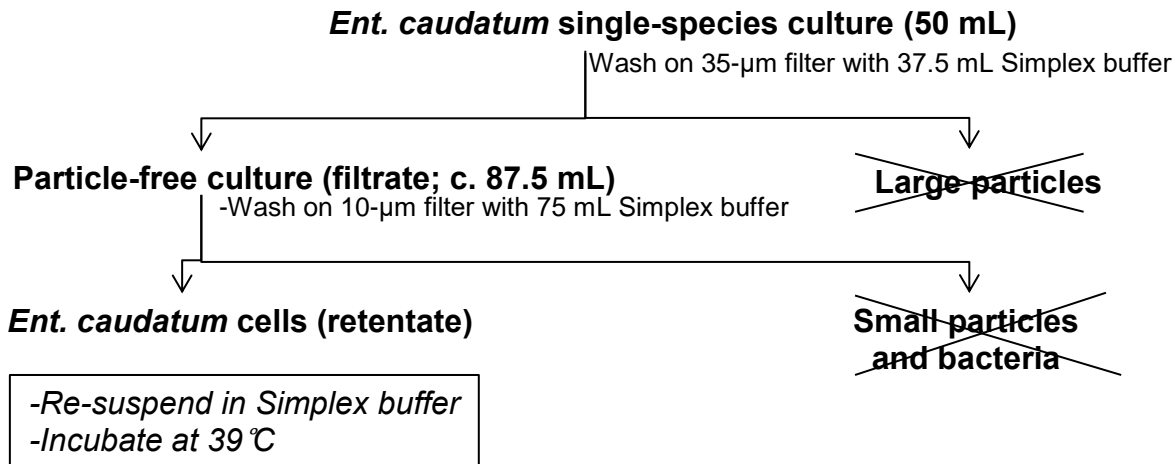 Ent. caudatum single-species culture (50 mL)
Wash on 35-µm filter with 37.5 mL Simplex buffer
Particle-free culture (filtrate; c. 87.5 mL)
Large particles
-Wash on 10-µm filter with 75 mL Simplex buffer
Ent. caudatum cells (retentate)
Small particles
and bacteria
-Re-suspend in Simplex buffer
-Incubate at 39°C